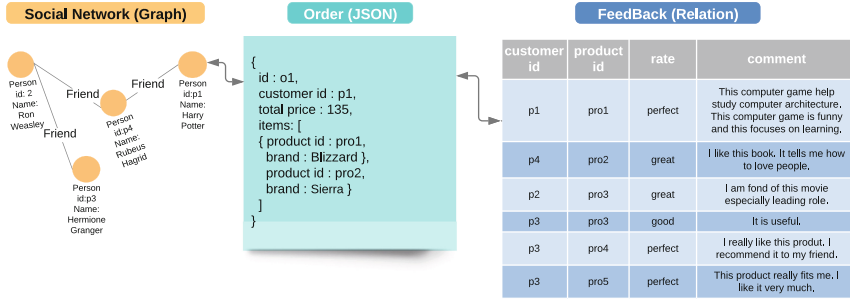 Social Network (Graph)
Order (JSON)
FeedBack (Relation)
Person
id: 2
Name:
Ron
Weasley
Friend
Friend
Friend
Person
id:p4
Name:
Rubeus
Hagrid
Person
id:p1
Name:
Harry
Potter
Person
id:p3
Name:
Hermione
Granger
{
id : o1,
customer id : p1,
total price : 135,
items: [
{ product id : pro1,
brand : Blizzard },
product id : pro2,
brand : Sierra }
]
}
customer id product id rate comment
p1 pro1 perfect This computer game help
study computer architecture.
This computer game is funny
and this focuses on learning.
p4 pro2 great I like this book. It tells me how
to love people.
p2 pro3 great I am fond of this movie
especially leading role.
p3 pro3 good It is useful.
p3 pro4 perfect I really like this produt. I
recommend it to my friend.
p3 pro5 perfect This product really fits me. I
like it very much.